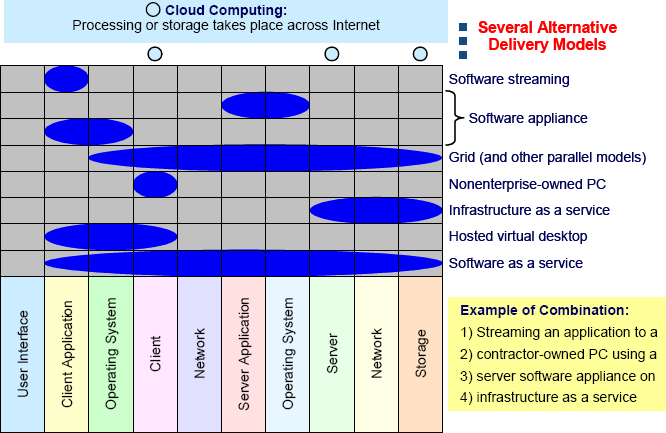 Cloud Computing:
Processing or storage takes place across Internet
Several Alternative
Delivery Models
Software streaming
Software appliance
Grid (and other parallel models)
Nonenterprise-owned PC
Infrastructure as a service
Hosted virtual desktop
Software as a service
User Interface
Client Application
Operating System
Client
Network
Server Application
Operating System
Server
Network
Storage
Example of Combination:
1) Streaming an application to a
2) contractor-owned PC using a
3) server software appliance on
4) infrastructure as a service